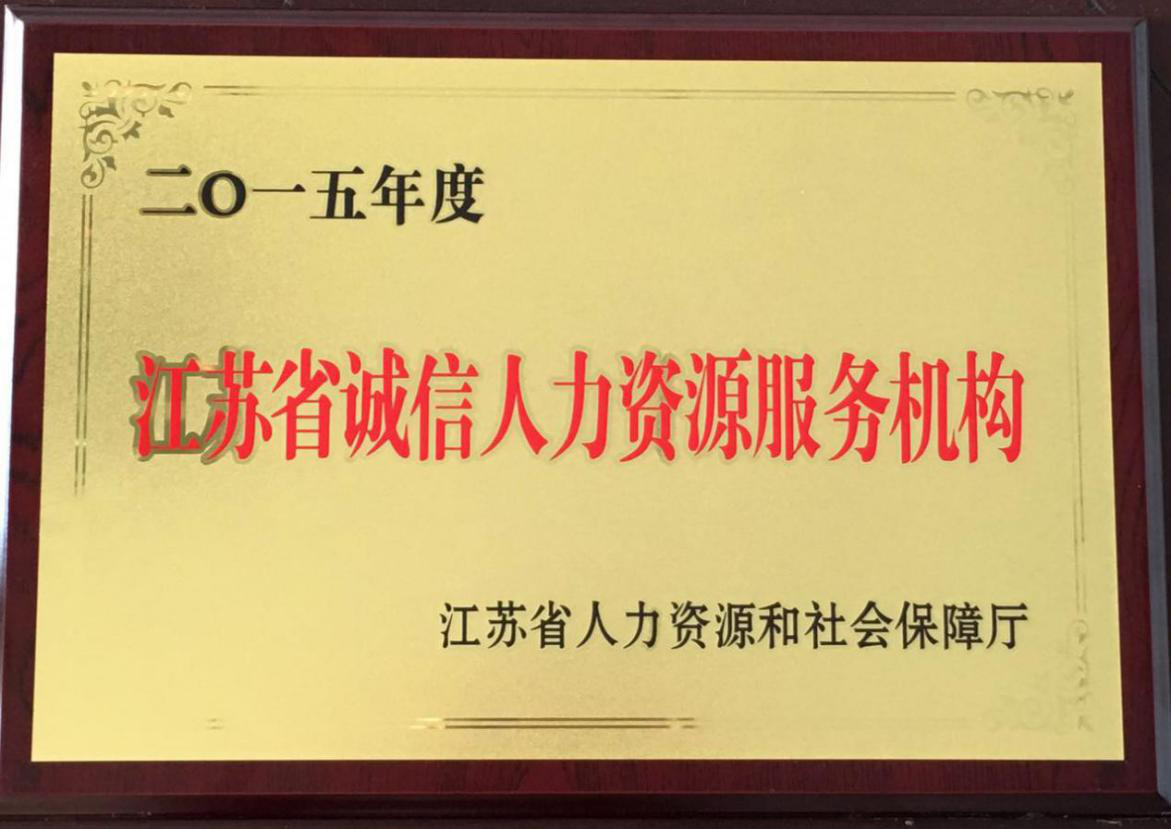 二〇一五年度
江苏省诚信人力资源服务机构
江苏省人力资源和社会保障厅